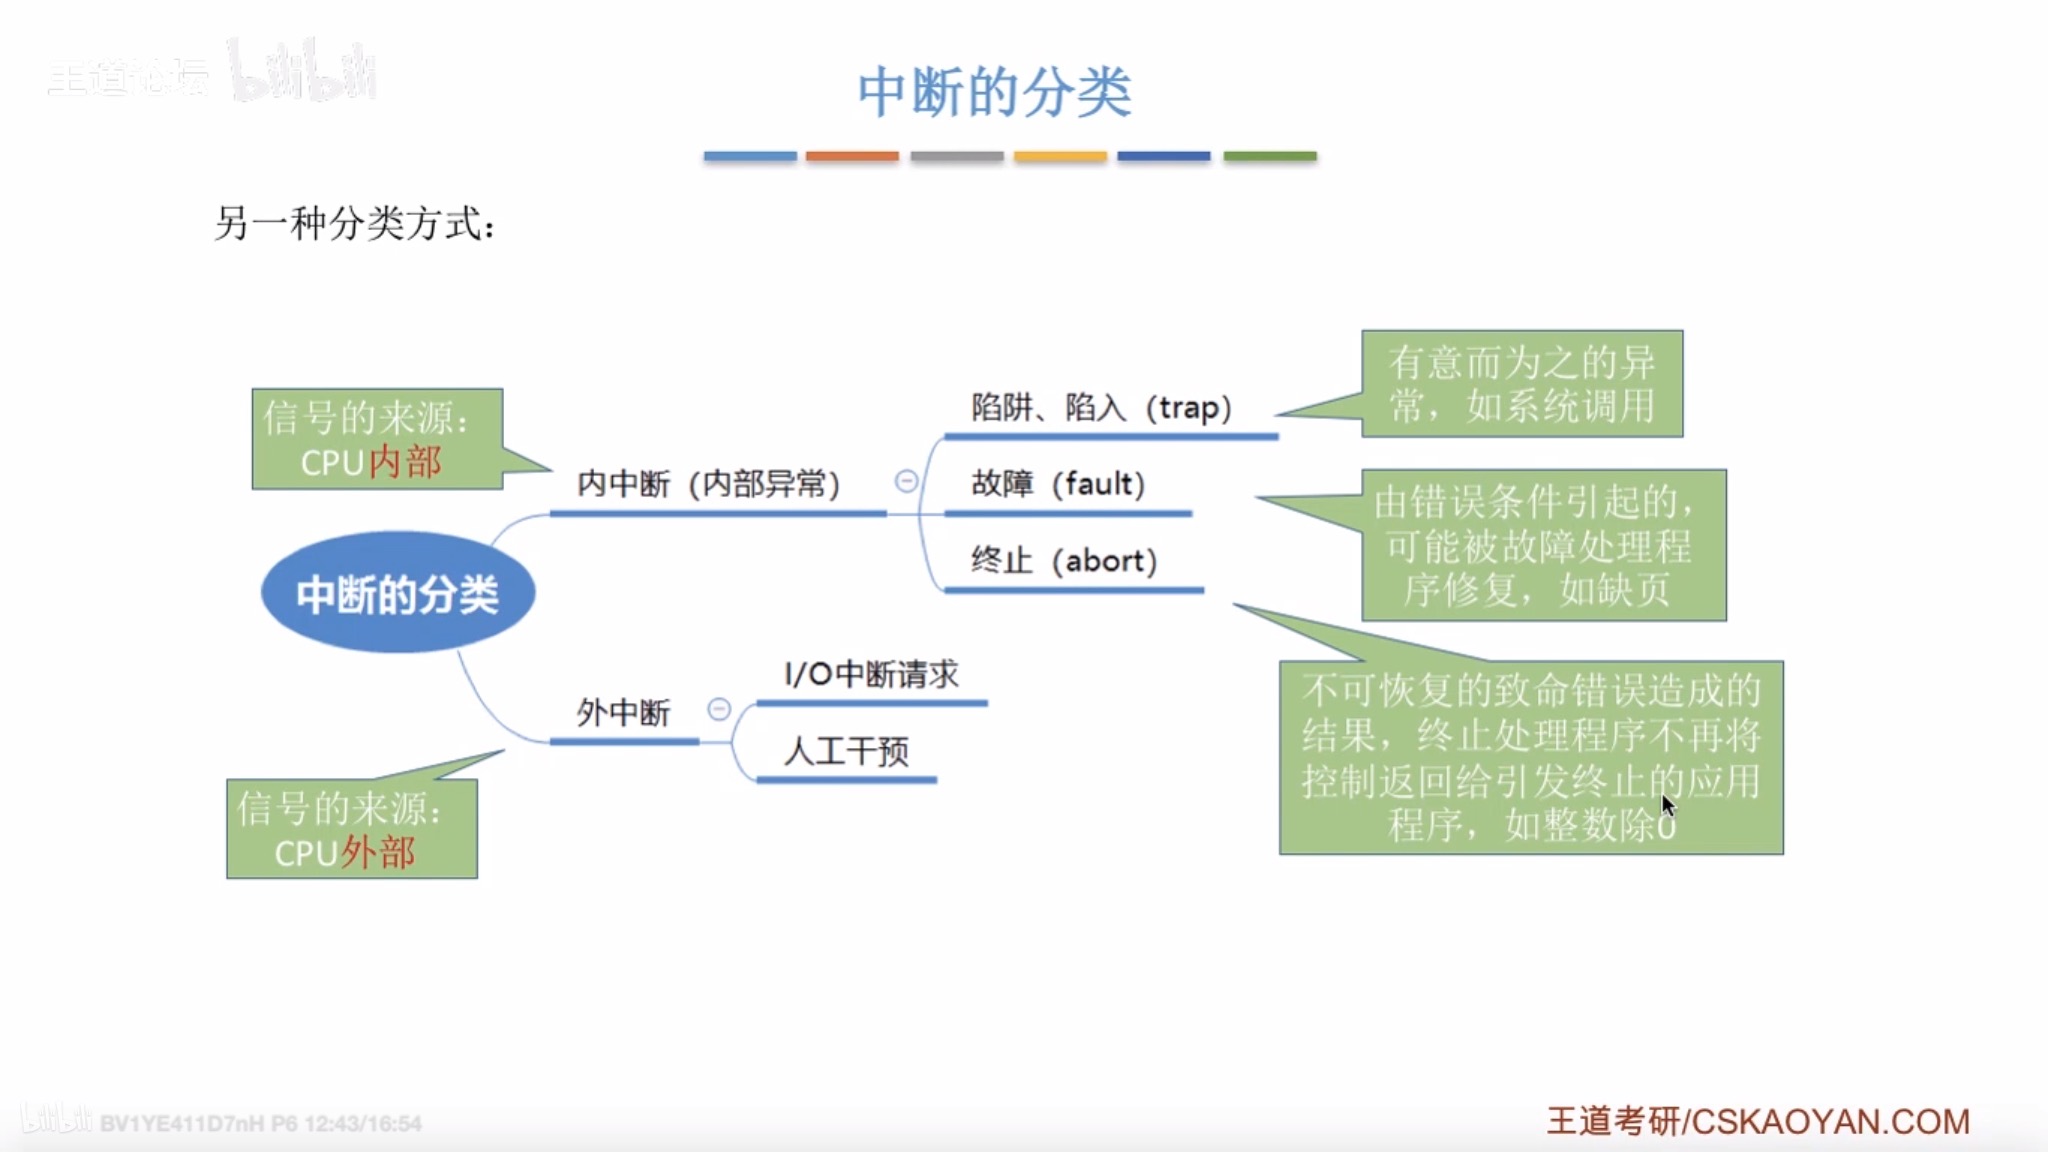 王道论坛 bilibili
中断的分类
另一种分类方式：
信号的来源：
CPU内部
内中断（内部异常）
陷阱、陷入（trap）
有意而为之的异
常，如系统调用
故障（fault）
由错误条件引起的，
可能被故障处理程
序修复，如缺页
终止（abort）
不可恢复的致命错误造成的
结果，终止处理程序不再将
控制返回给引发终止的应用
程序，如整数除0
中断的分类
外中断
I/O中断请求
人工干预
信号的来源：
CPU外部
bilibili BV1YE411D7nH P6 12:43/16:54
王道考研/CSKAOYAN.COM